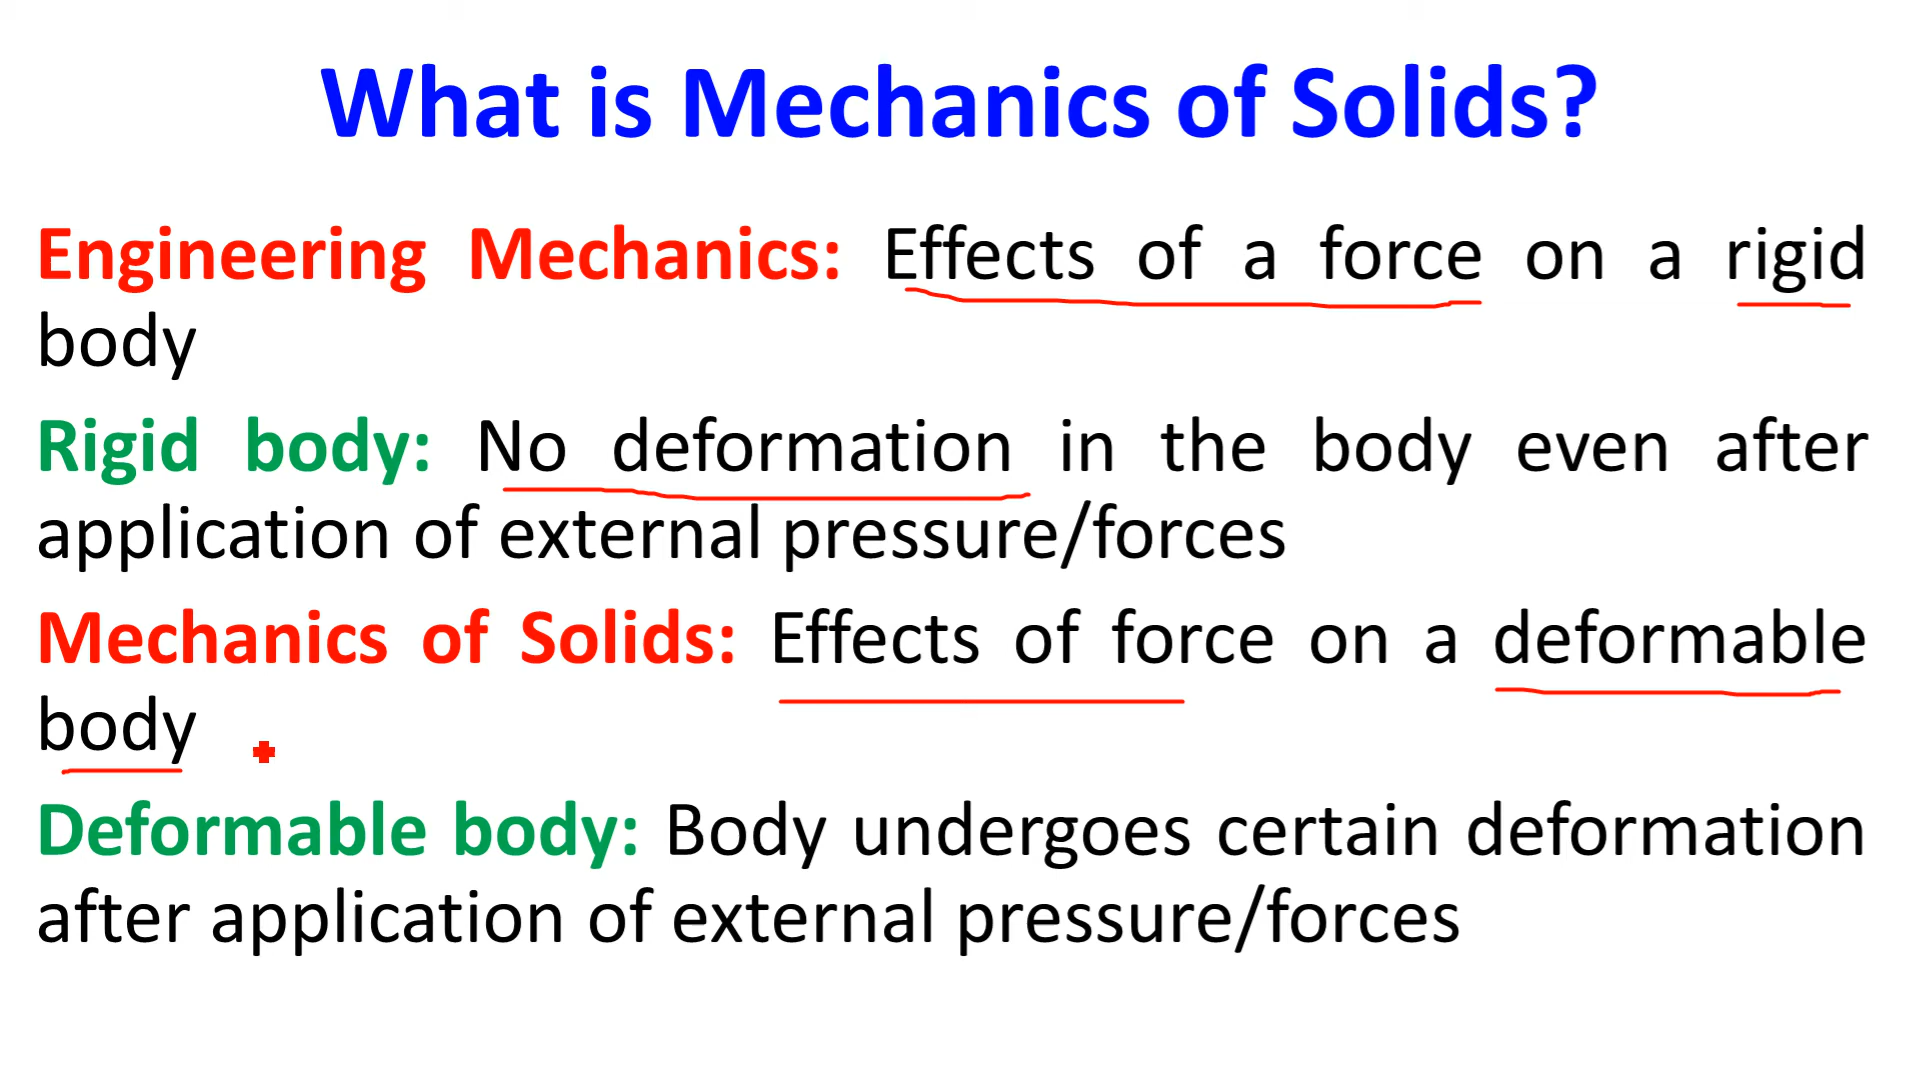 What is Mechanics of Solids?
Engineering Mechanics: Effects of a force on a rigid
body
Rigid body: No deformation in the body even after
application of external pressure/forces
Mechanics of Solids: Effects of force on a deformable
body
Deformable body: Body undergoes certain deformation
after application of external pressure/forces